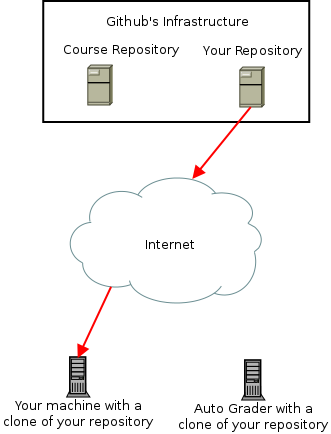 Github's Infrastructure
Course Repository
Your Repository
Internet
Your machine with a
clone of your repository
Auto Grader with a
clone of your repository